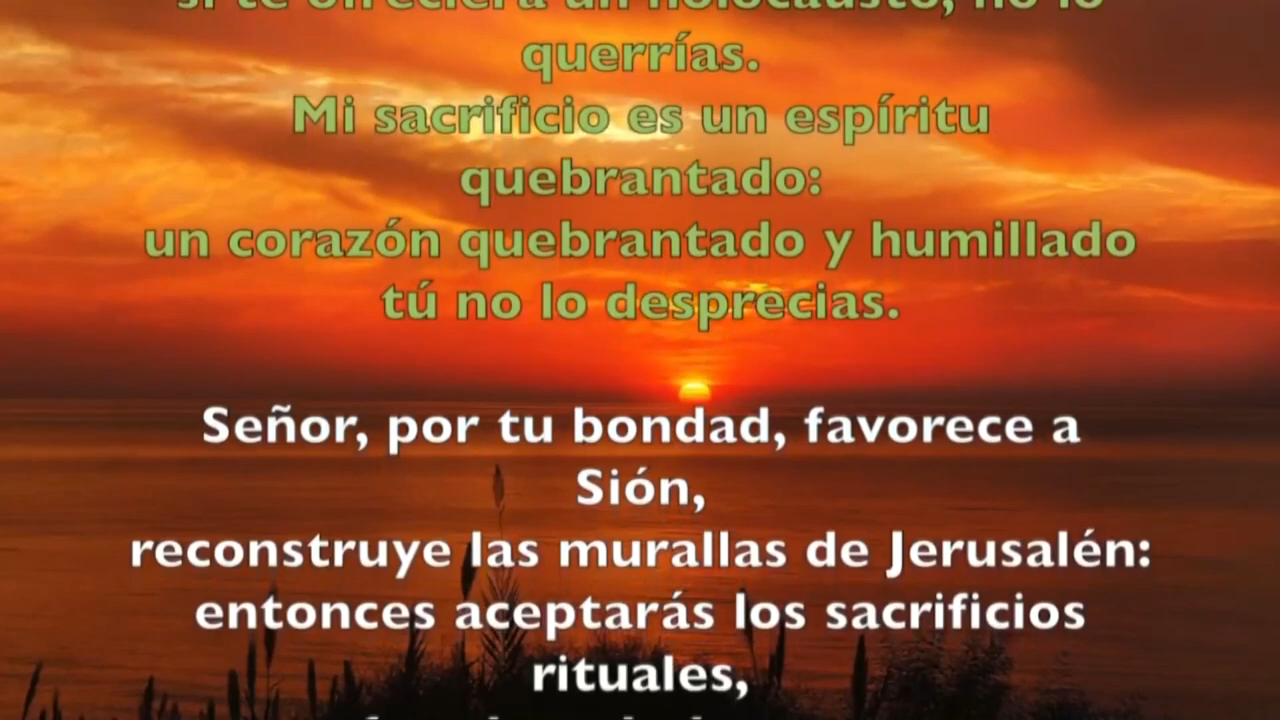 si te ofreciera un holocausto, no lo
querrías.
Mi sacrificio es un espíritu
quebrantado:
un corazón quebrantado y humillado
tú no lo desprecias.
Señor, por tu bondad, favorece a
Sión,
reconstruye las murallas de Jerusalén:
entonces aceptarás los sacrificios
rituales,